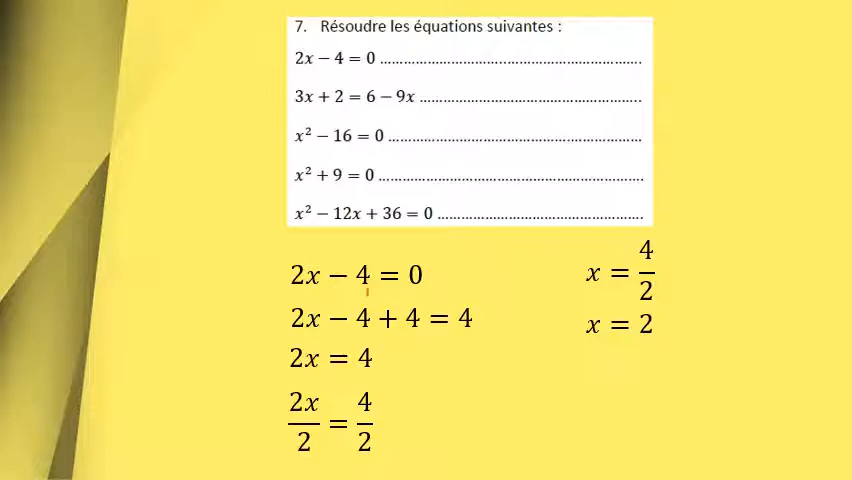 7. Résoudre les équations suivantes :
2x − 4 = 0 ......................................................
3x + 2 = 6 − 9x ..............................................
x² − 16 = 0 .....................................................
x² + 9 = 0 .......................................................
x² − 12x + 36 = 0 ...........................................
2x − 4 = 0
2x − 4 + 4 = 4
2x = 4
2x/2 = 4/2
x = 4/2
x = 2